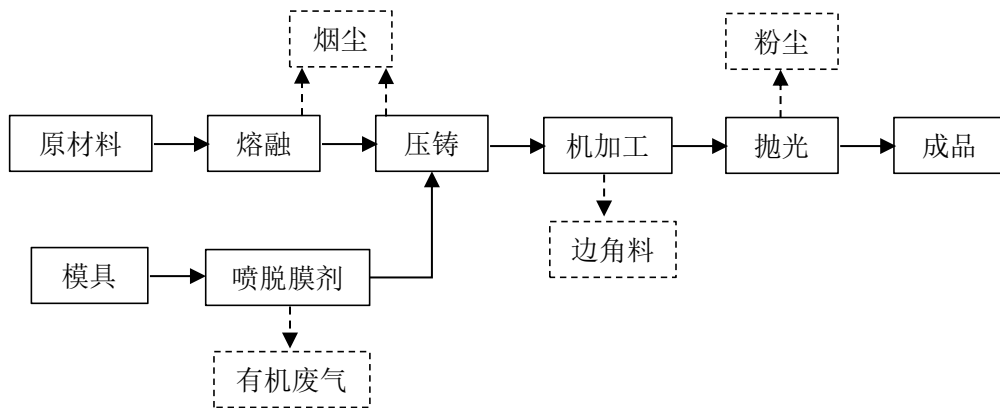 烟尘
粉尘
原材料
熔融
压铸
机加工
抛光
成品
边角料
模具
喷脱膜剂
有机废气